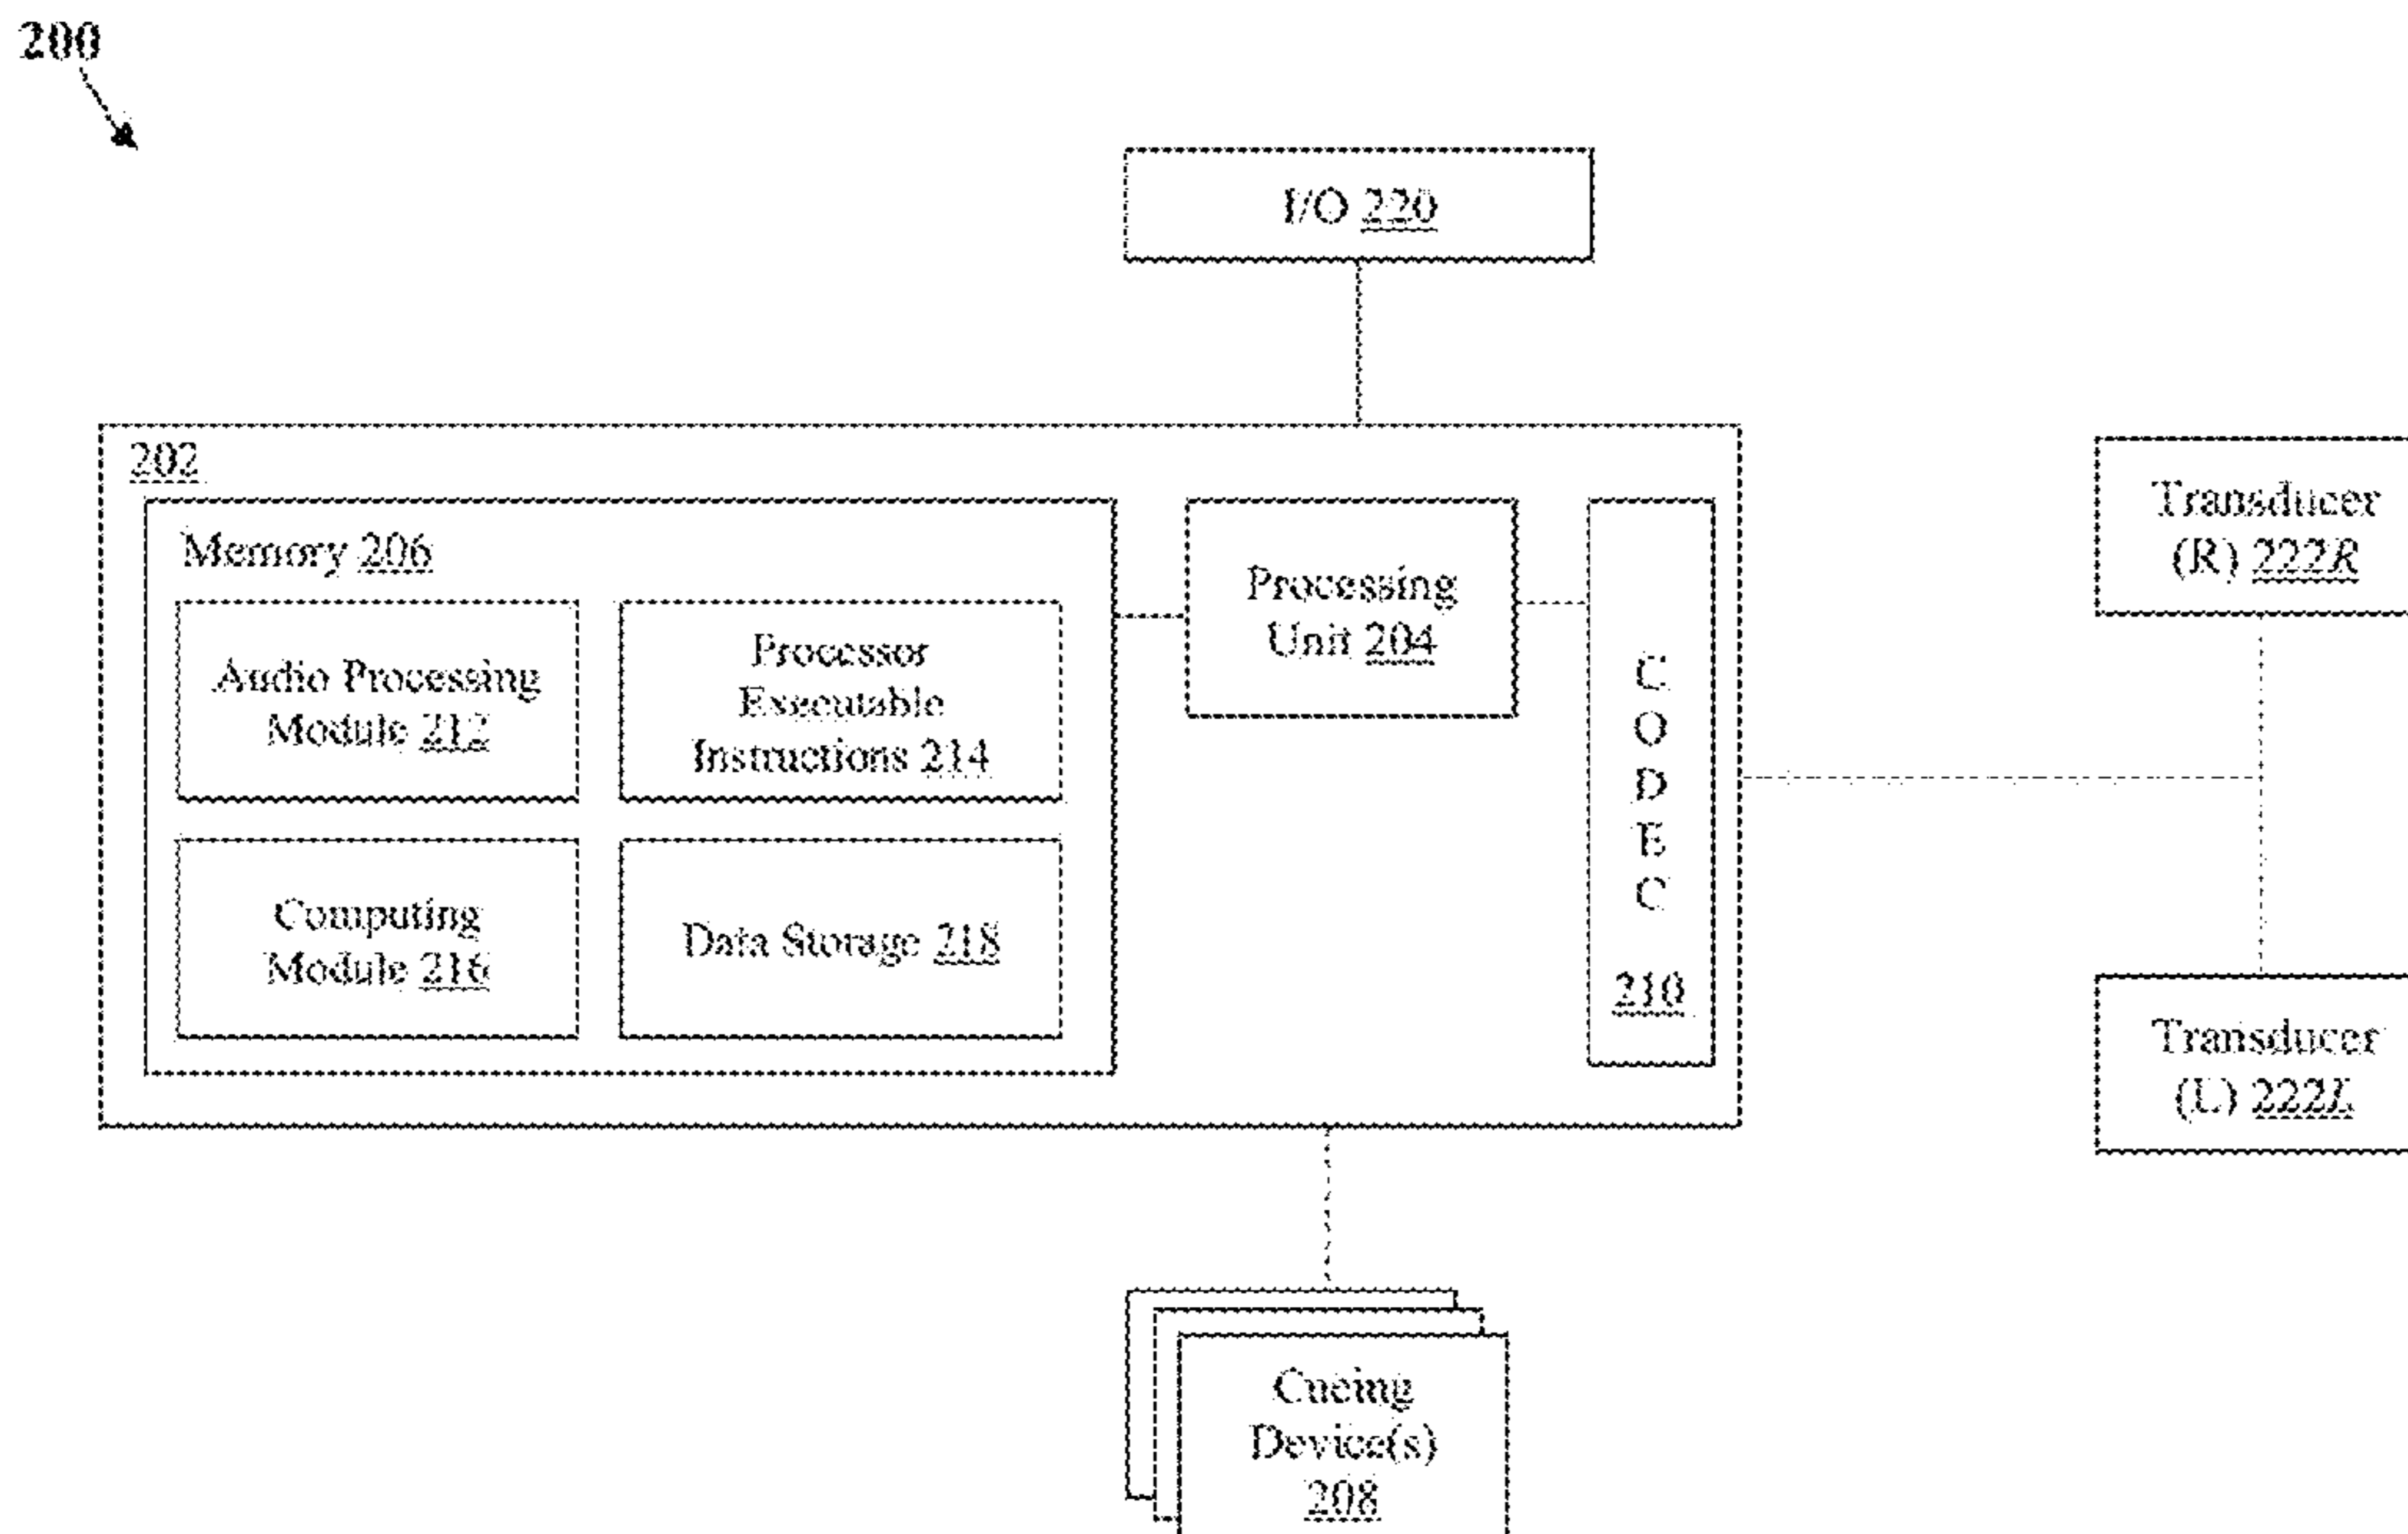 200
I/O 220
202
Memory 206
Audio Processing
Module 212
Processor
Executable
Instructions 214
Computing
Module 216
Data Storage 218
Processing
Unit 204
C
O
D
E
C
210
Transducer
(R) 222R
Transducer
(L) 222L
Cueing
Device(s)
208